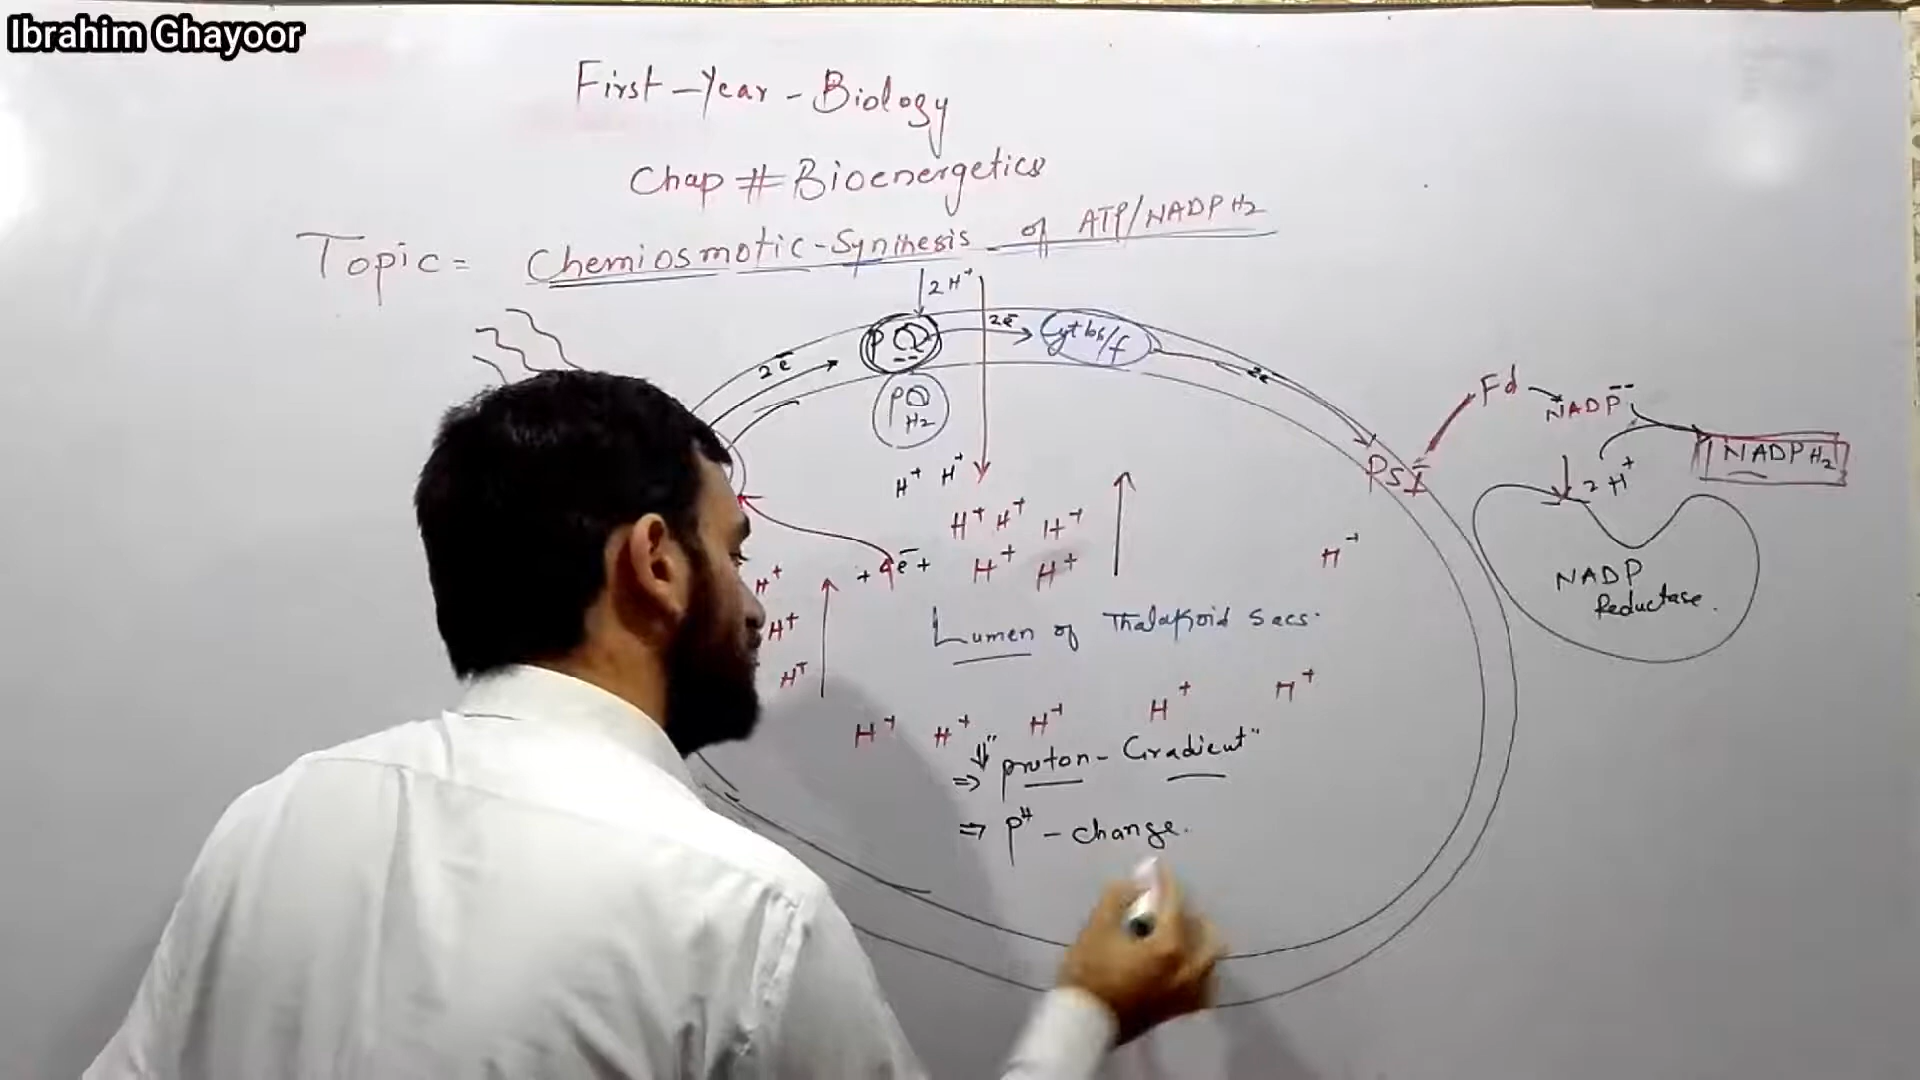 Ibrahim Ghayoor
First-Year-Biology
Chap # Bioenergetics
Topic = Chemiosmotic-Synthesis of ATP/NADPH2
2H+
PQ
2e-
Cyt b6/f
2e-
2e-
PQ
H2
Fd
NADP--
NADPH2
2H+
PSI
H+ H+
H+ H+ H+
H+ H+
+ 4e- +
H+
H+
H+
H+
NADP
Reductase.
Lumen of Thalakoid Sacs.
H+ H+ H+ H+ H+
⇒ "proton-Gradient"
⇒ pH - change.